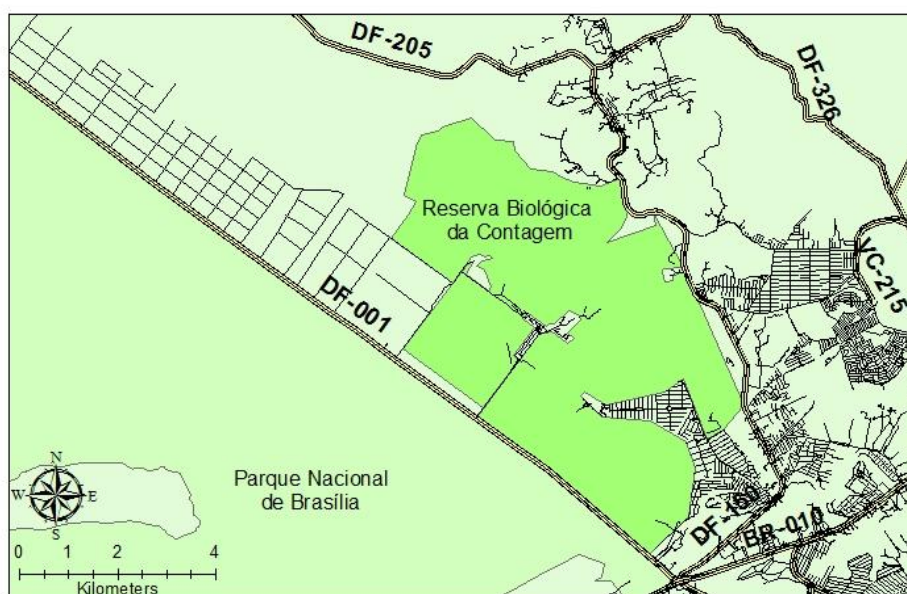 DF-205
DF-326
Reserva Biológica
da Contagem
VC-215
DF-001
Parque Nacional
de Brasília
N
W
E
S
DF-150
BR-010
0 1 2 4
Kilometers